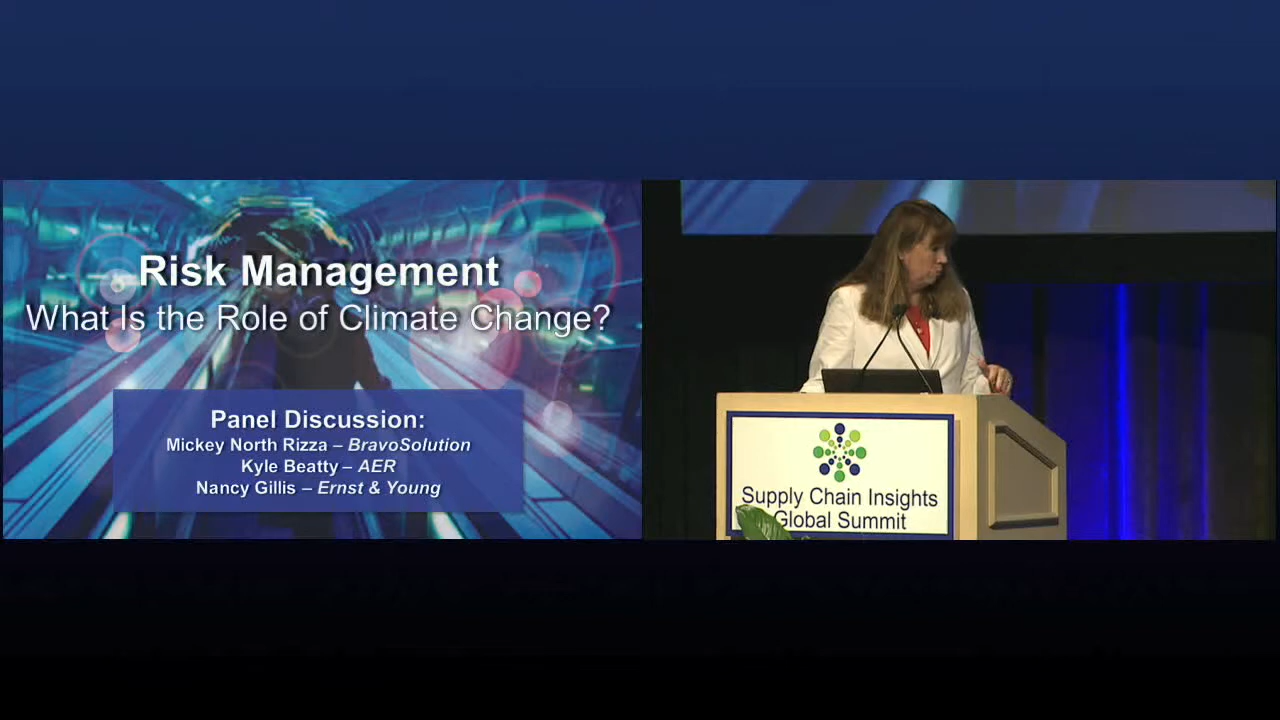 Risk Management
What Is the Role of Climate Change?
Panel Discussion:
Mickey North Rizza – BravoSolution
Kyle Beatty – AER
Nancy Gillis – Ernst & Young
Supply Chain Insights
Global Summit